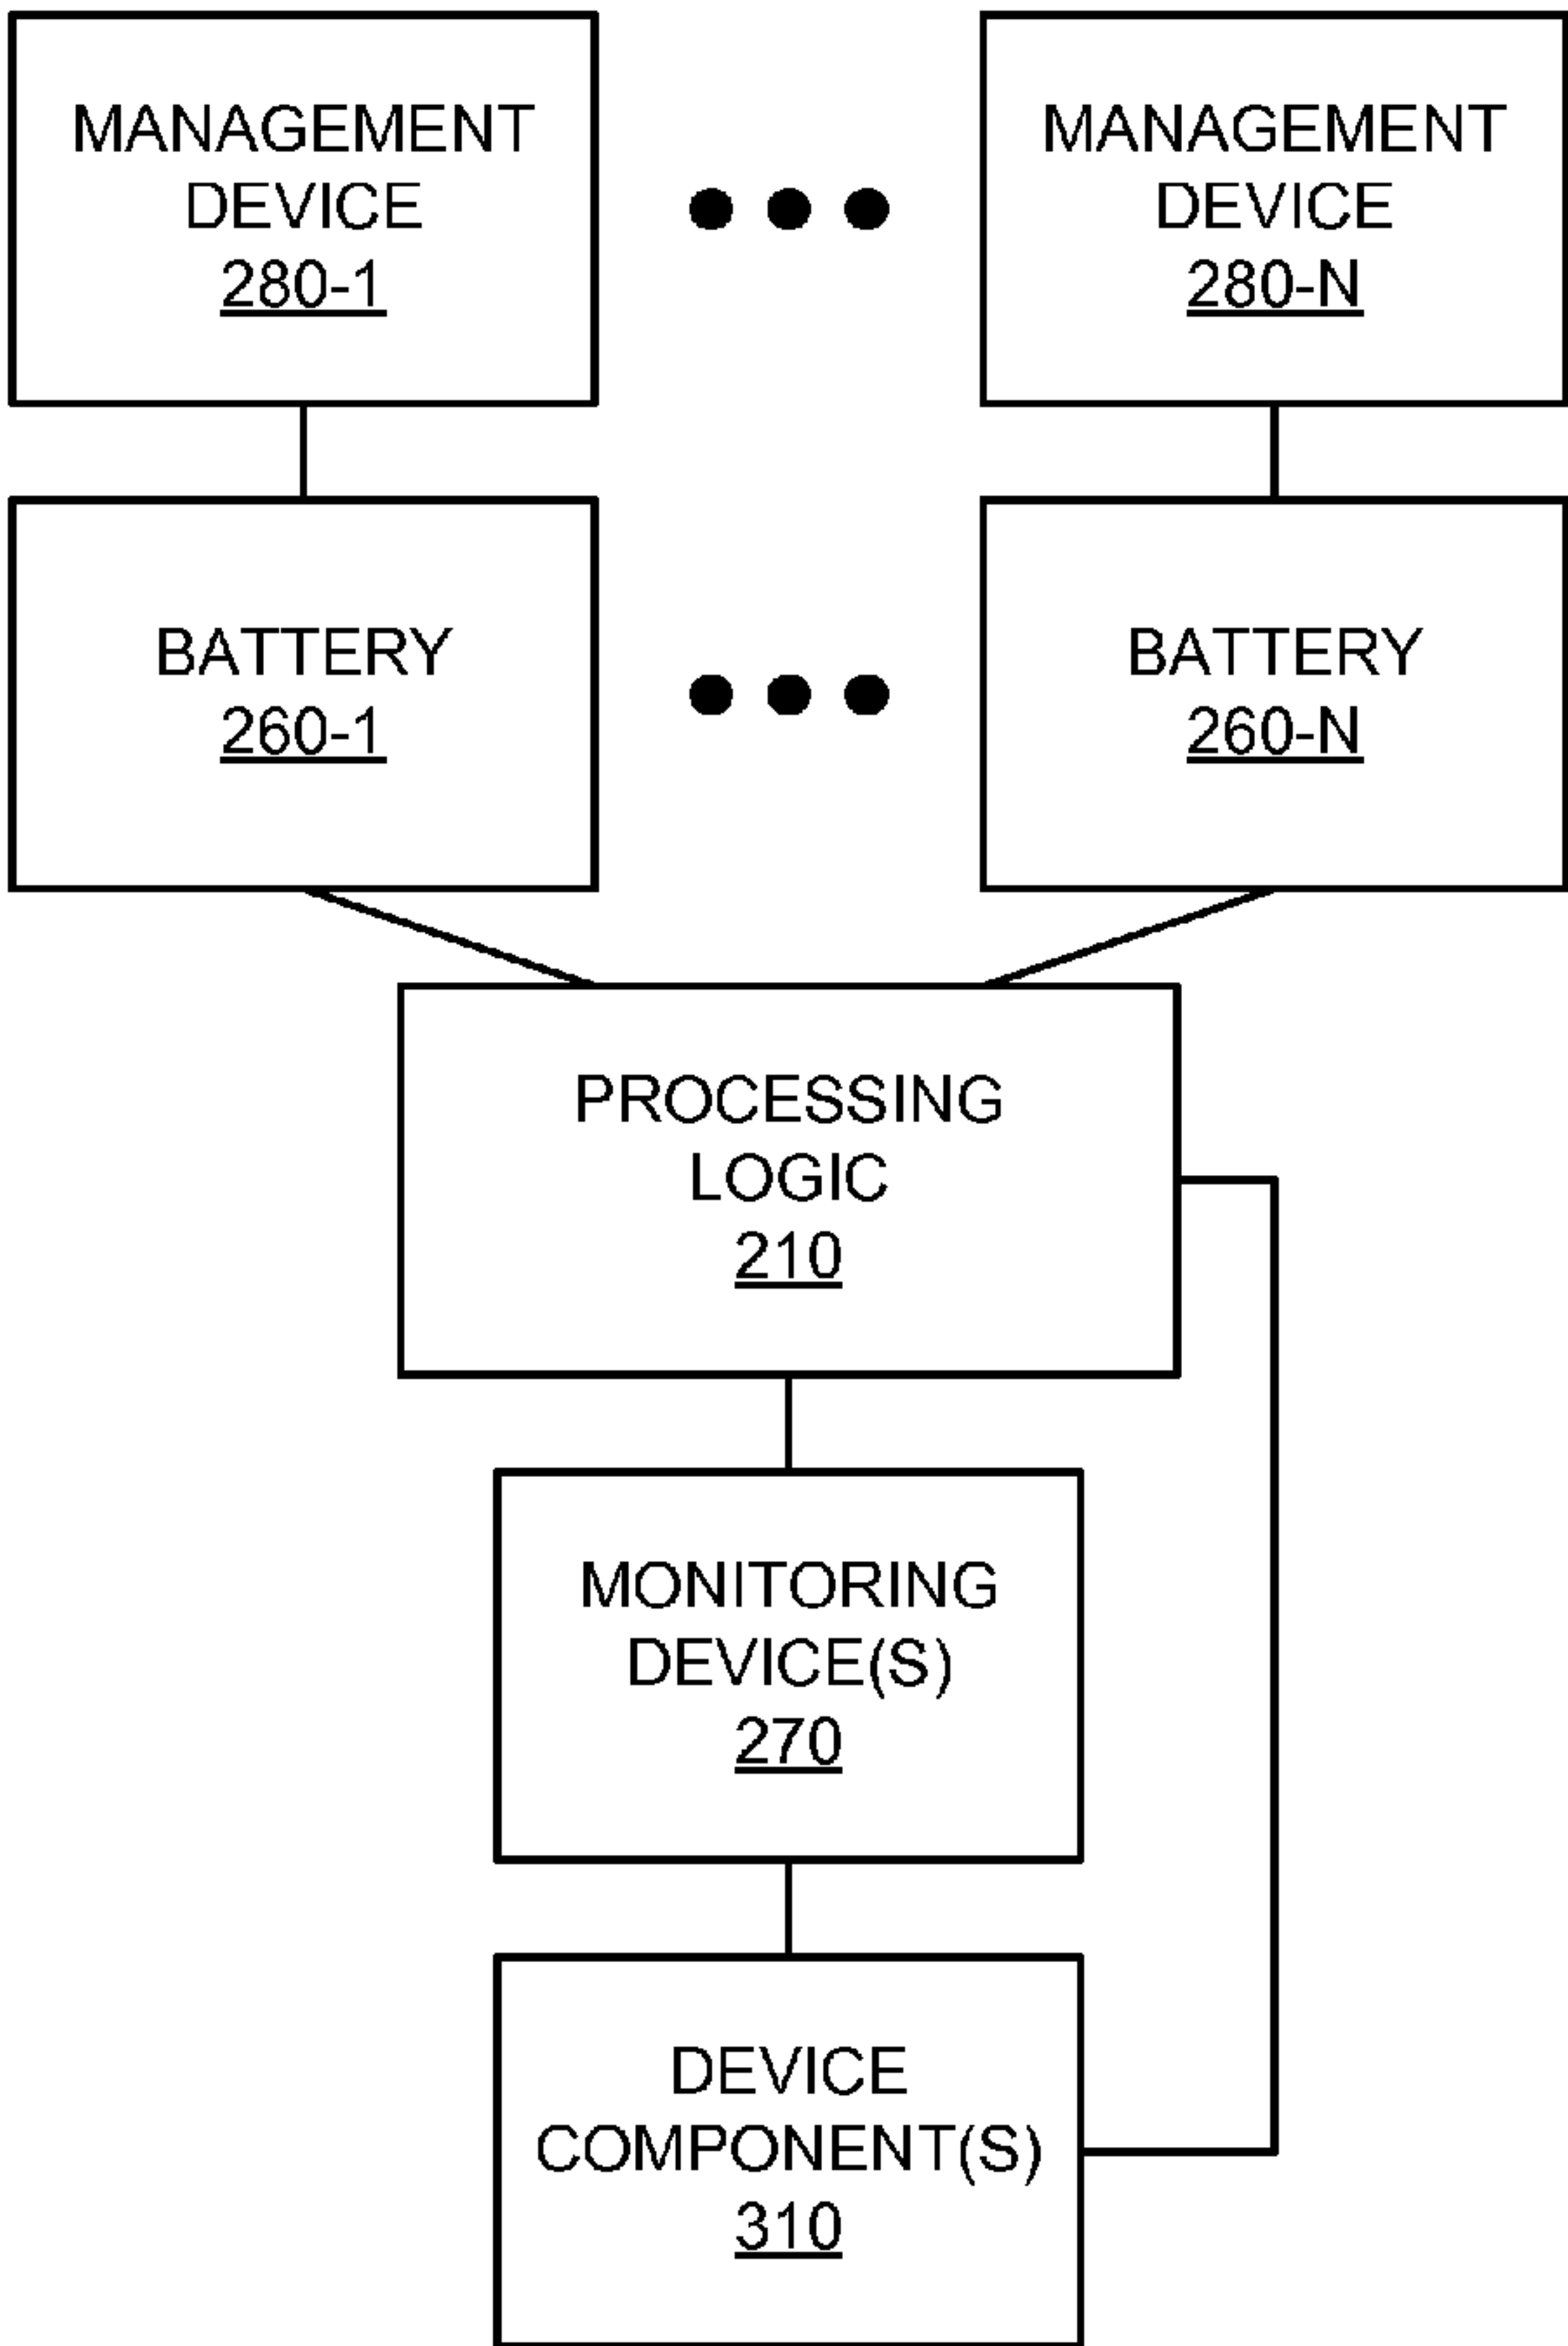 MANAGEMENT
DEVICE
280-1
MANAGEMENT
DEVICE
280-N
BATTERY
260-1
BATTERY
260-N
PROCESSING
LOGIC
210
MONITORING
DEVICE(S)
270
DEVICE
COMPONENT(S)
310